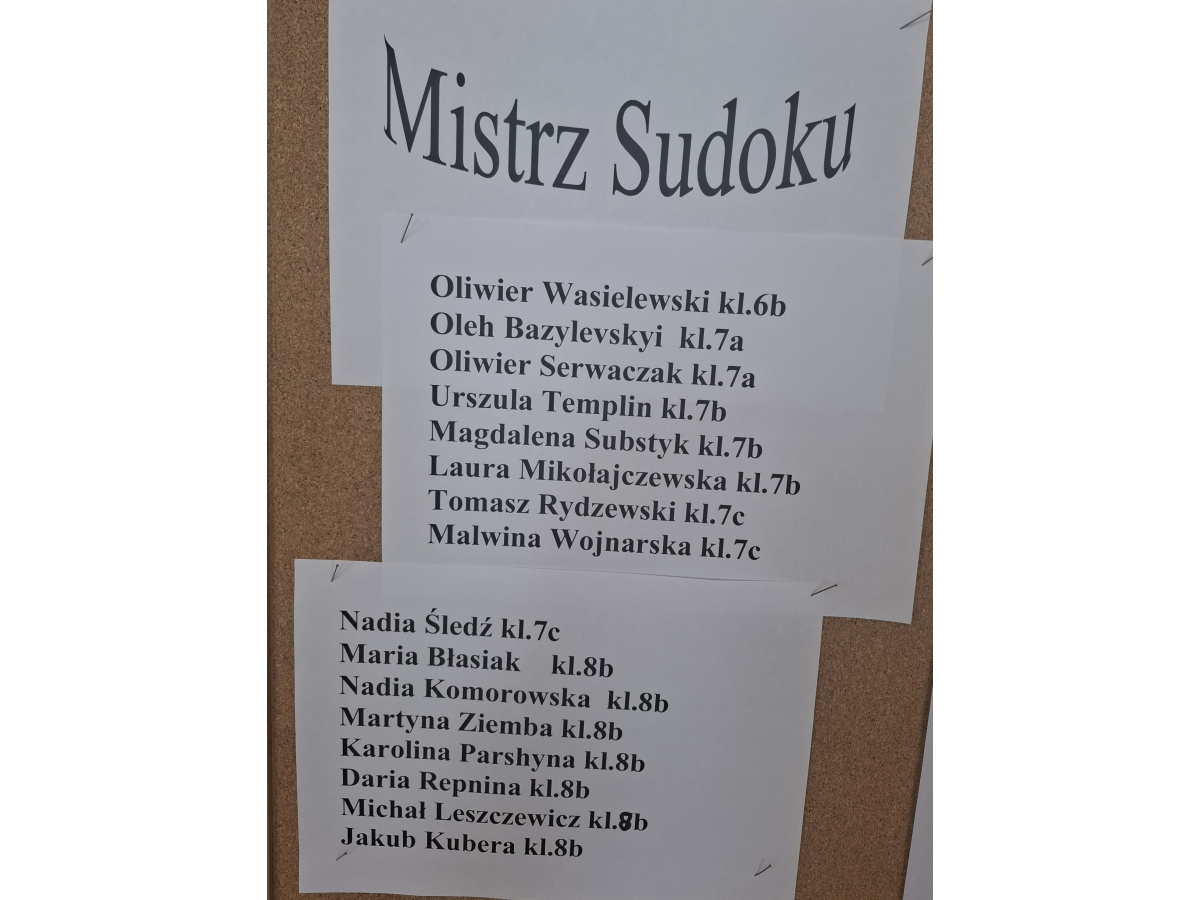 Mistrz Sudoku
Oliwier Wasielewski kl.6b
Oleh Bazylevskyi kl.7a
Oliwier Serwaczak kl.7a
Urszula Templin kl.7b
Magdalena Substyk kl.7b
Laura Mikołajczewska kl.7b
Tomasz Rydzewski kl.7c
Malwina Wojnarska kl.7c
Nadia Śledź kl.7c
Maria Błasiak kl.8b
Nadia Komorowska kl.8b
Martyna Ziemba kl.8b
Karolina Parshyna kl.8b
Daria Repnina kl.8b
Michał Leszczewicz kl.8b
Jakub Kubera kl.8b